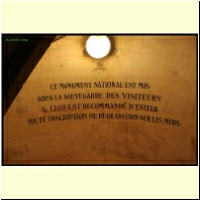 CE MONUMENT NATIONAL EST MIS
SOUS LA SAUVEGARDE DES VISITEURS
IL LEUR EST RECOMMANDÉ D'ÉVITER
TOUTE INSCRIPTION OU DÉGRADATION SUR LES MURS